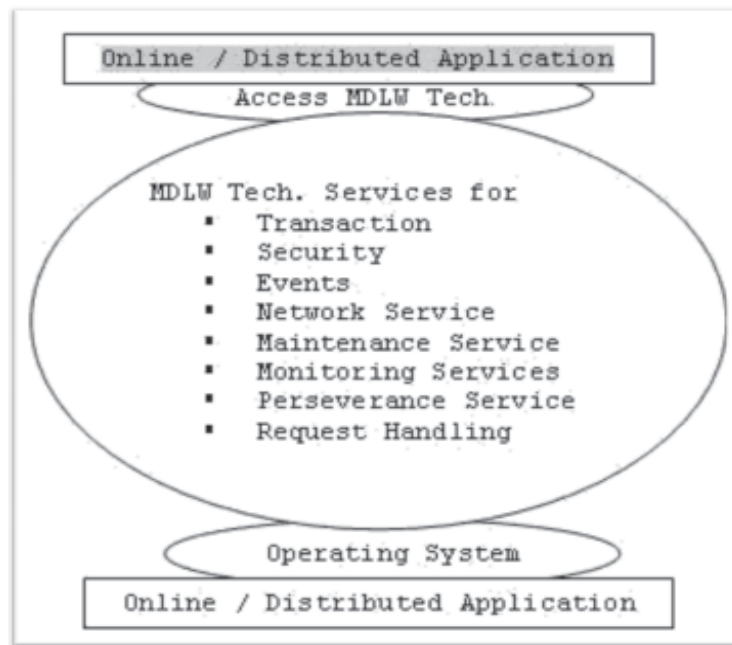 Online / Distributed Application
Access MDLW Tech.
MDLW Tech. Services for
▪ Transaction
▪ Security
▪ Events
▪ Network Service
▪ Maintenance Service
▪ Monitoring Services
▪ Perseverance Service
▪ Request Handling
Operating System
Online / Distributed Application